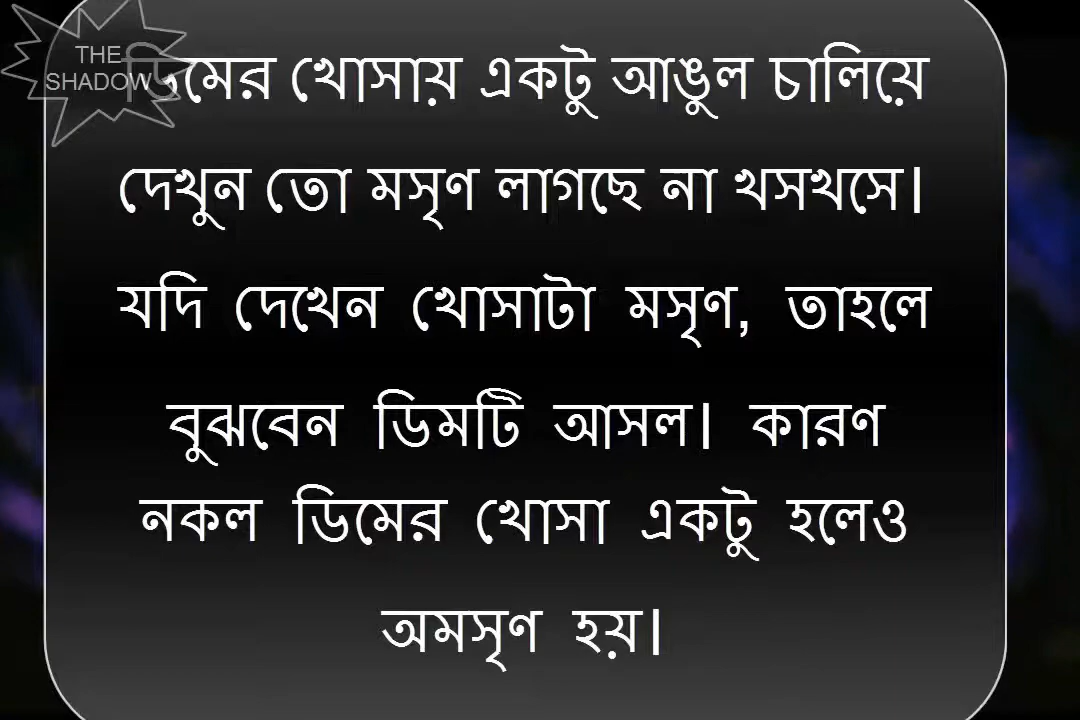 THE
SHADOW
ডিমের খোসায় একটু আঙুল চালিয়ে
দেখুন তো মসৃণ লাগছে না খসখসে।
যদি দেখেন খোসাটা মসৃণ, তাহলে
বুঝবেন ডিমটি আসল। কারণ
নকল ডিমের খোসা একটু হলেও
অমসৃণ হয়।